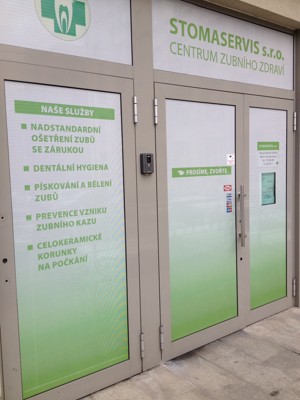 STOMASERVIS s.r.o.
CENTRUM ZUBNÍHO ZDRAVÍ
NAŠE SLUŽBY
NADSTANDARDNÍ
OŠETŘENÍ ZUBŮ
SE ZÁRUKOU
DENTÁLNÍ HYGIENA
PÍSKOVÁNÍ A BĚLENÍ
ZUBŮ
PREVENCE VZNIKU
ZUBNÍHO KAZU
CELOKERAMICKÉ
KORUNKY
NA POČKÁNÍ
PROSÍME, ZVOŇTE